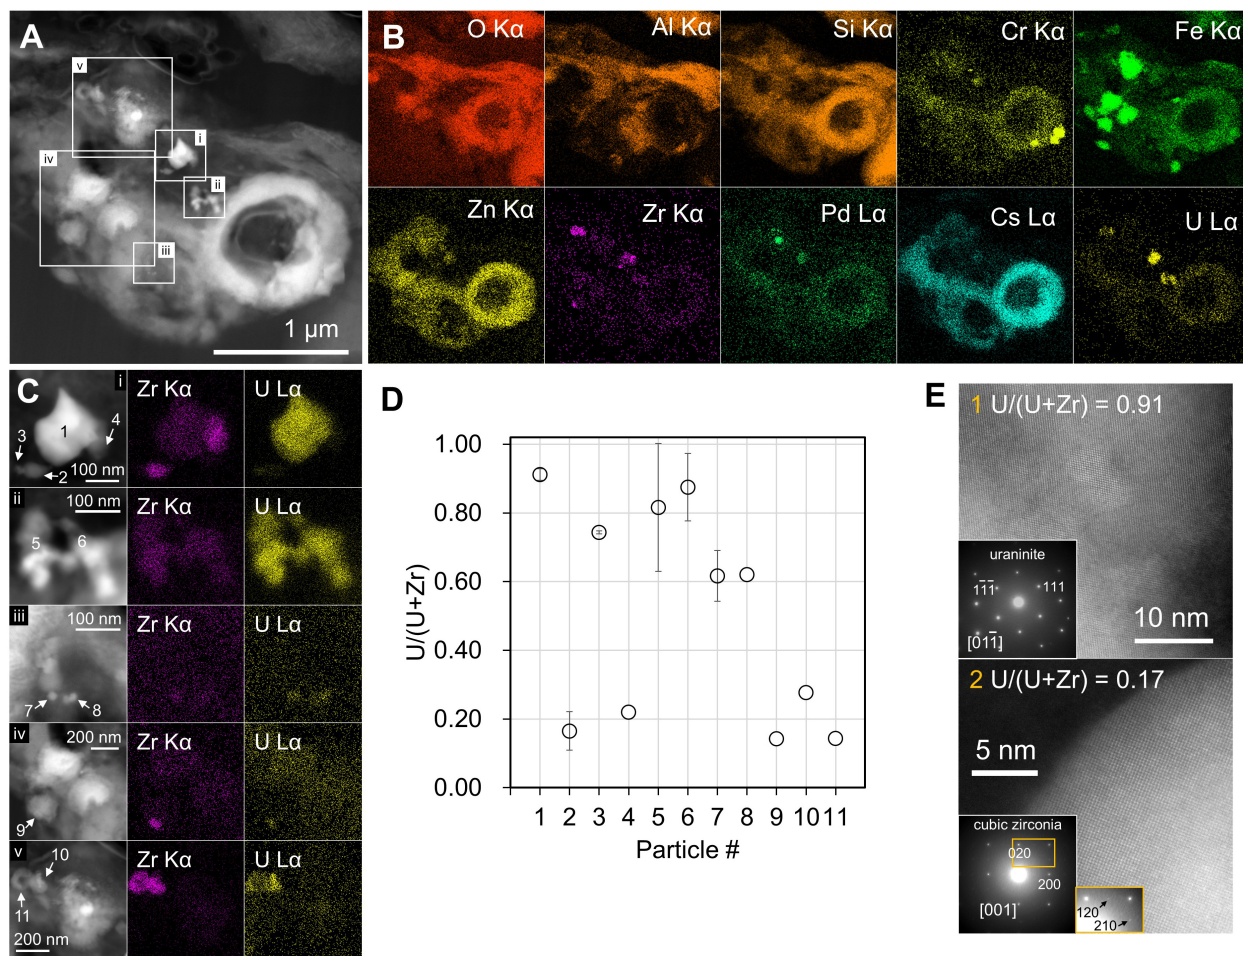 A
v
i
iv
ii
iii
1 μm
B
O Kα
Al Kα
Si Kα
Cr Kα
Fe Kα
Zn Kα
Zr Kα
Pd Lα
Cs Lα
U Lα
C
i
Zr Kα
U Lα
1
4
3
2
100 nm
ii
100 nm
Zr Kα
U Lα
5
6
iii
100 nm
Zr Kα
U Lα
7
8
iv
200 nm
Zr Kα
U Lα
9
v
10
Zr Kα
U Lα
11
200 nm
D
1.00
0.80
0.60
0.40
0.20
0.00
U/(U+Zr)
1 2 3 4 5 6 7 8 9 10 11
Particle #
E
1 U/(U+Zr) = 0.91
uraninite
11̅1̅ 111
[011̅]
10 nm
2 U/(U+Zr) = 0.17
5 nm
cubic zirconia
020
200
[001]
120
210